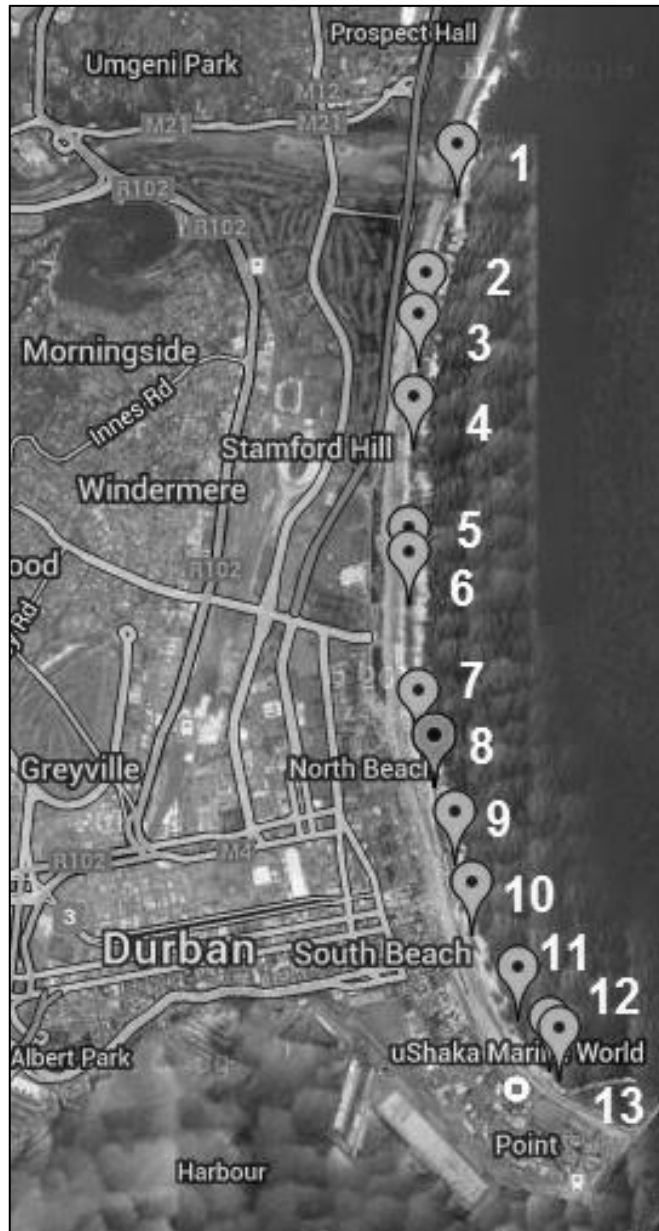 Prospect Hall
Umgeni Park
M12
M21
M21
1
R102
R102
2
3
Morningside
Innes Rd
4
Stamford Hill
Windermere
5
ood
R102
6
y Rd
7
8
Greyville
North Beacl
9
R102
M4
10
3
Durban
South Beach
11
12
Albert Park
uShaka Marin World
13
Point
Harbour